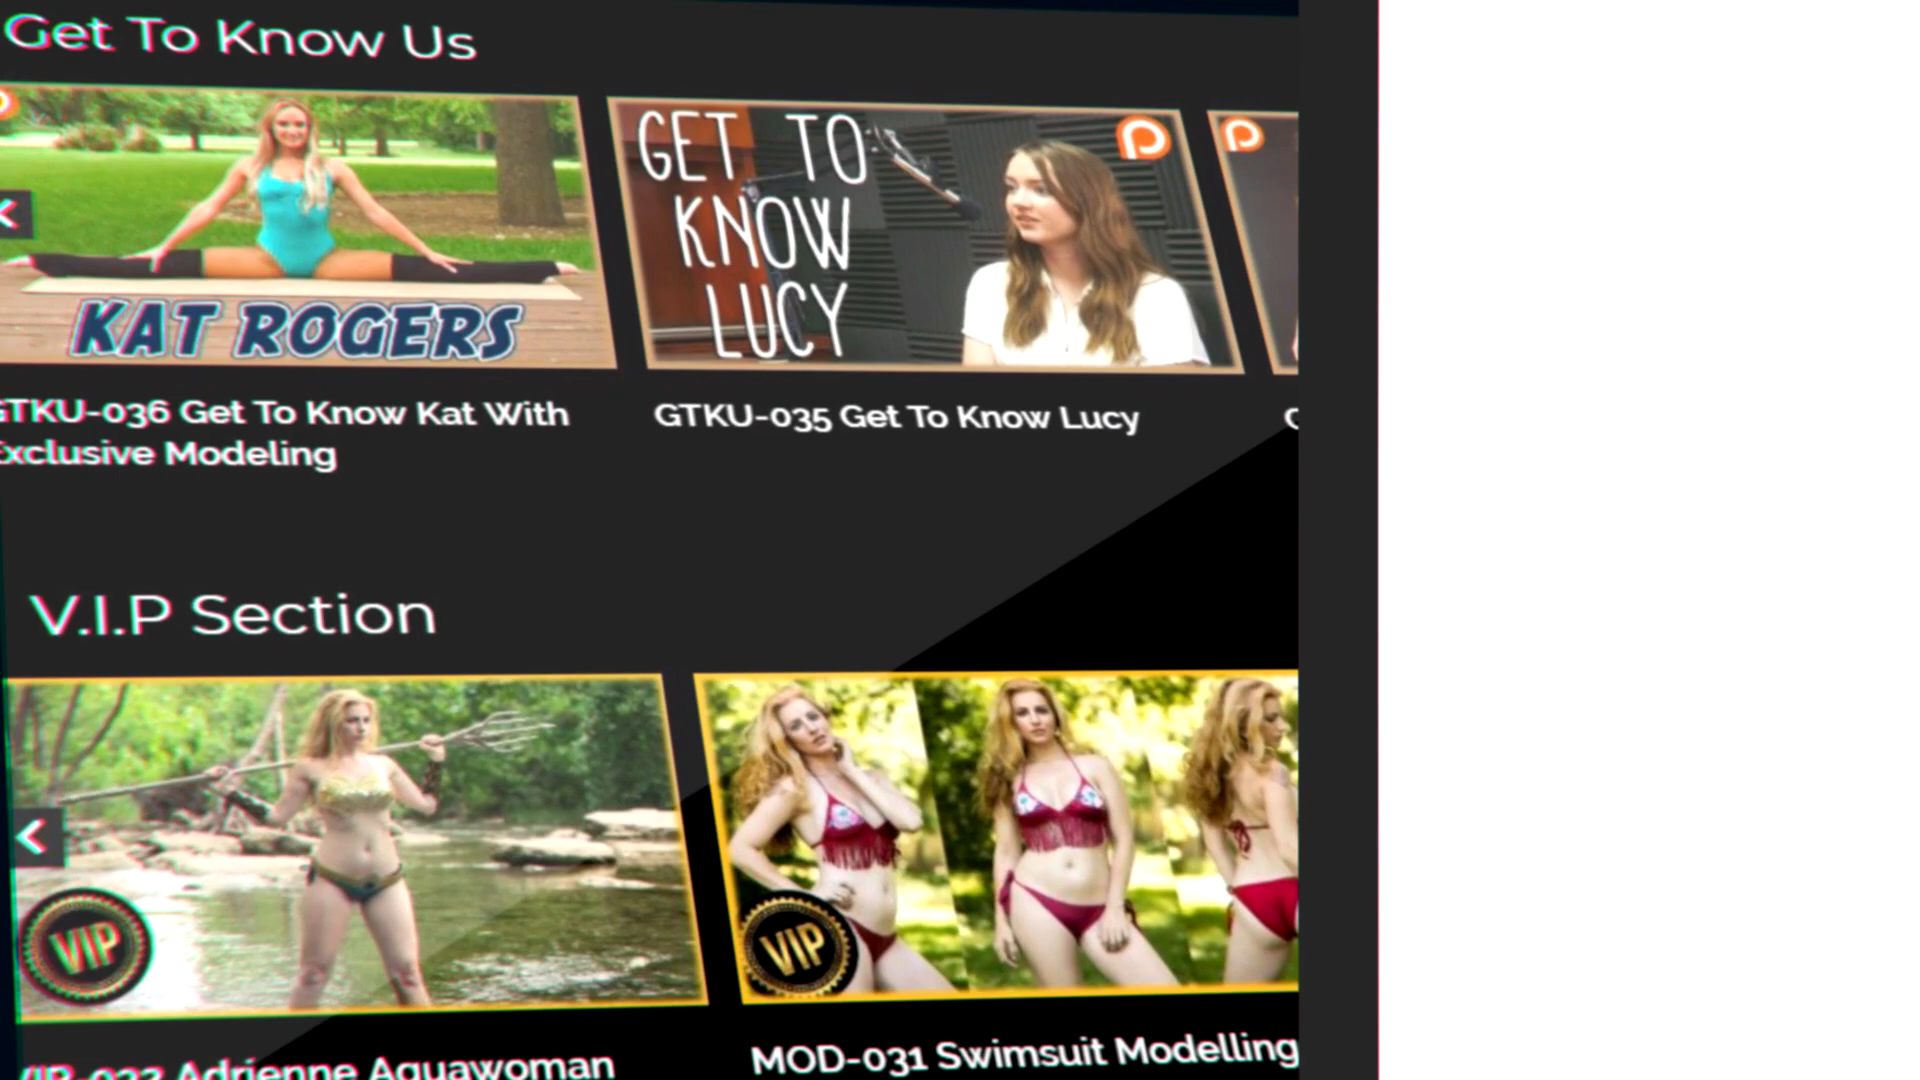 Get To Know Us
KAT ROGERS
GET TO
KNOW
LUCY
GTKU-036 Get To Know Kat With
Exclusive Modeling
GTKU-035 Get To Know Lucy
V.I.P Section
VIP
VIP
Adrienne Aquawoman
MOD-031 Swimsuit Modelling